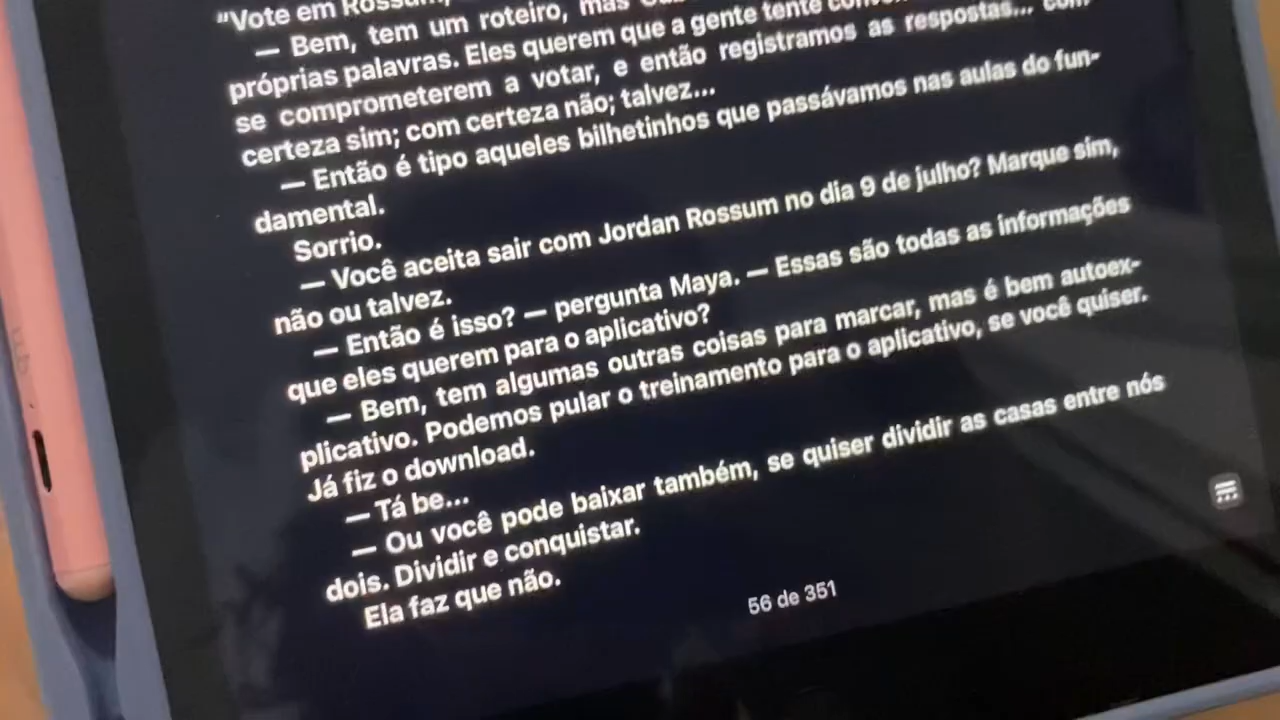 “Vote em Rossum,
— Bem, tem um roteiro, mas
próprias palavras. Eles querem que a gente tente
se comprometerem a votar, e então registramos as respostas... com
certeza sim; com certeza não; talvez...
— Então é tipo aqueles bilhetinhos que passávamos nas aulas do fun-
damental.
Sorrio.
— Você aceita sair com Jordan Rossum no dia 9 de julho? Marque sim,
não ou talvez.
— Então é isso? — pergunta Maya. — Essas são todas as informações
que eles querem para o aplicativo?
— Bem, tem algumas outras coisas para marcar, mas é bem autoex-
plicativo. Podemos pular o treinamento para o aplicativo, se você quiser.
Já fiz o download.
— Tá be...
— Ou você pode baixar também, se quiser dividir as casas entre nós
dois. Dividir e conquistar.
Ela faz que não.
56 de 351